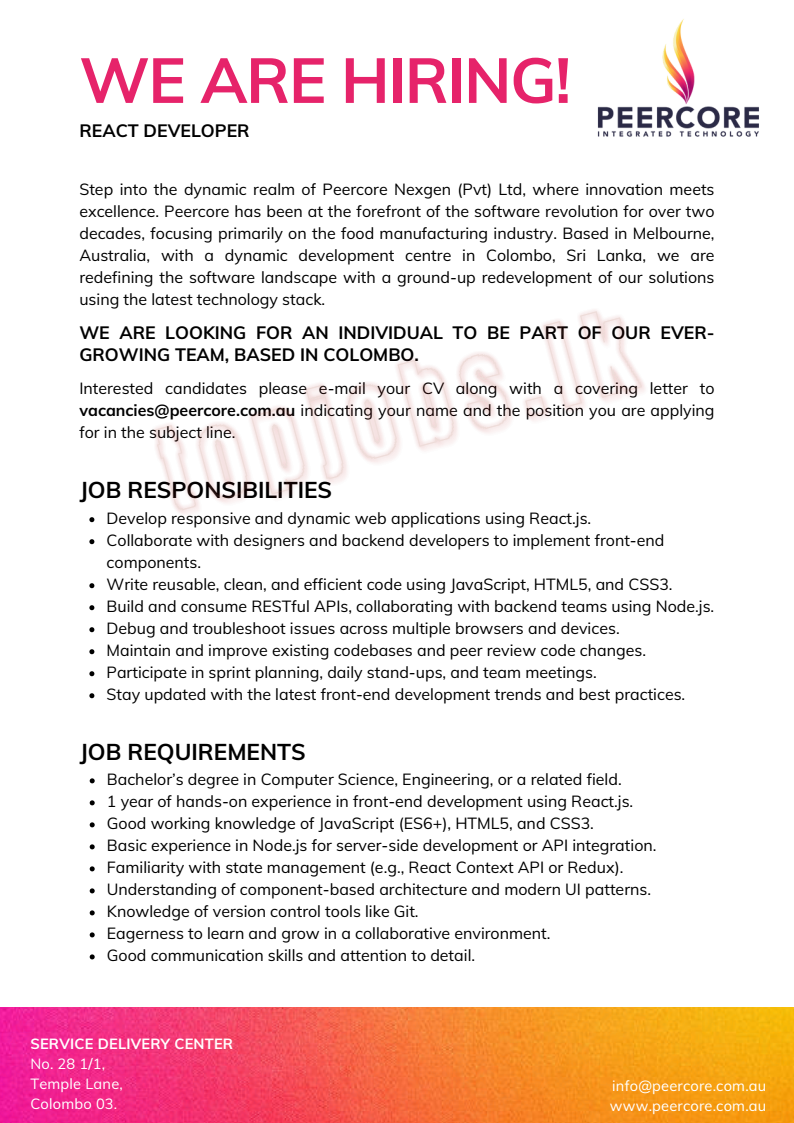 WE ARE HIRING!
PEERCORE
INTEGRATED TECHNOLOGY
REACT DEVELOPER
Step into the dynamic realm of Peercore Nexgen (Pvt) Ltd, where innovation meets
excellence. Peercore has been at the forefront of the software revolution for over two
decades, focusing primarily on the food manufacturing industry. Based in Melbourne,
Australia, with a dynamic development centre in Colombo, Sri Lanka, we are
redefining the software landscape with a ground-up redevelopment of our solutions
using the latest technology stack.
WE ARE LOOKING FOR AN INDIVIDUAL TO BE PART OF OUR EVER-
GROWING TEAM, BASED IN COLOMBO.
Interested candidates please e-mail your CV along with a covering letter to
vacancies@peercore.com.au indicating your name and the position you are applying
for in the subject line.
topjobs.lk
JOB RESPONSIBILITIES
• Develop responsive and dynamic web applications using React.js.
• Collaborate with designers and backend developers to implement front-end
components.
• Write reusable, clean, and efficient code using JavaScript, HTML5, and CSS3.
• Build and consume RESTful APIs, collaborating with backend teams using Node.js.
• Debug and troubleshoot issues across multiple browsers and devices.
• Maintain and improve existing codebases and peer review code changes.
• Participate in sprint planning, daily stand-ups, and team meetings.
• Stay updated with the latest front-end development trends and best practices.
JOB REQUIREMENTS
• Bachelor’s degree in Computer Science, Engineering, or a related field.
• 1 year of hands-on experience in front-end development using React.js.
• Good working knowledge of JavaScript (ES6+), HTML5, and CSS3.
• Basic experience in Node.js for server-side development or API integration.
• Familiarity with state management (e.g., React Context API or Redux).
• Understanding of component-based architecture and modern UI patterns.
• Knowledge of version control tools like Git.
• Eagerness to learn and grow in a collaborative environment.
• Good communication skills and attention to detail.
SERVICE DELIVERY CENTER
No. 28 1/1,
Temple Lane,
Colombo 03.
info@peercore.com.au
www.peercore.com.au